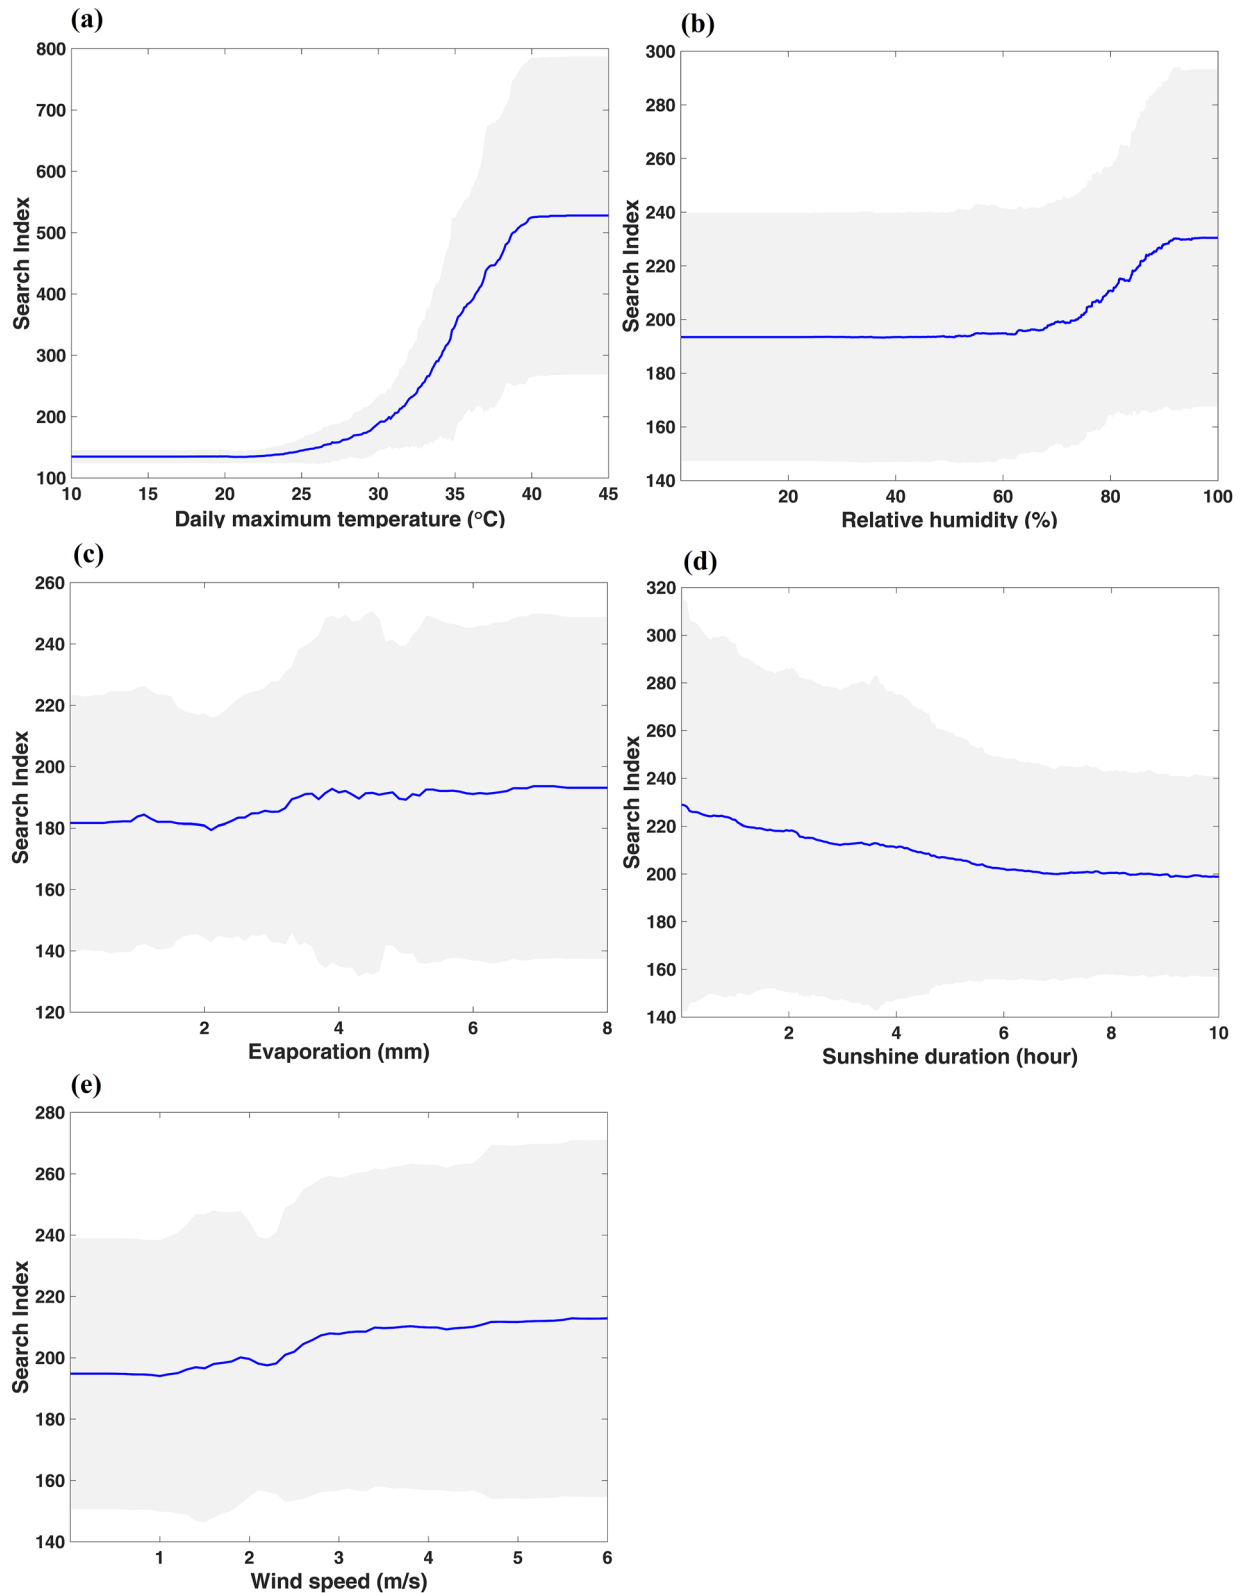 (a)
800
700
600
500
400
300
200
100
Search Index
10 15 20 25 30 35 40 45
Daily maximum temperature (°C)
(b)
300
280
260
240
220
200
180
160
140
Search Index
20 40 60 80 100
Relative humidity (%)
(c)
260
240
220
200
180
160
140
120
Search Index
2 4 6 8
Evaporation (mm)
(d)
320
300
280
260
240
220
200
180
160
140
Search Index
2 4 6 8 10
Sunshine duration (hour)
(e)
280
260
240
220
200
180
160
140
Search Index
1 2 3 4 5 6
Wind speed (m/s)